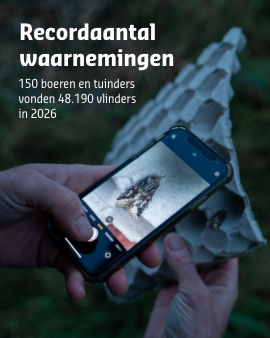 Recordaantal
waarnemingen
150 boeren en tuinders
vonden 48.190 vlinders
in 2026